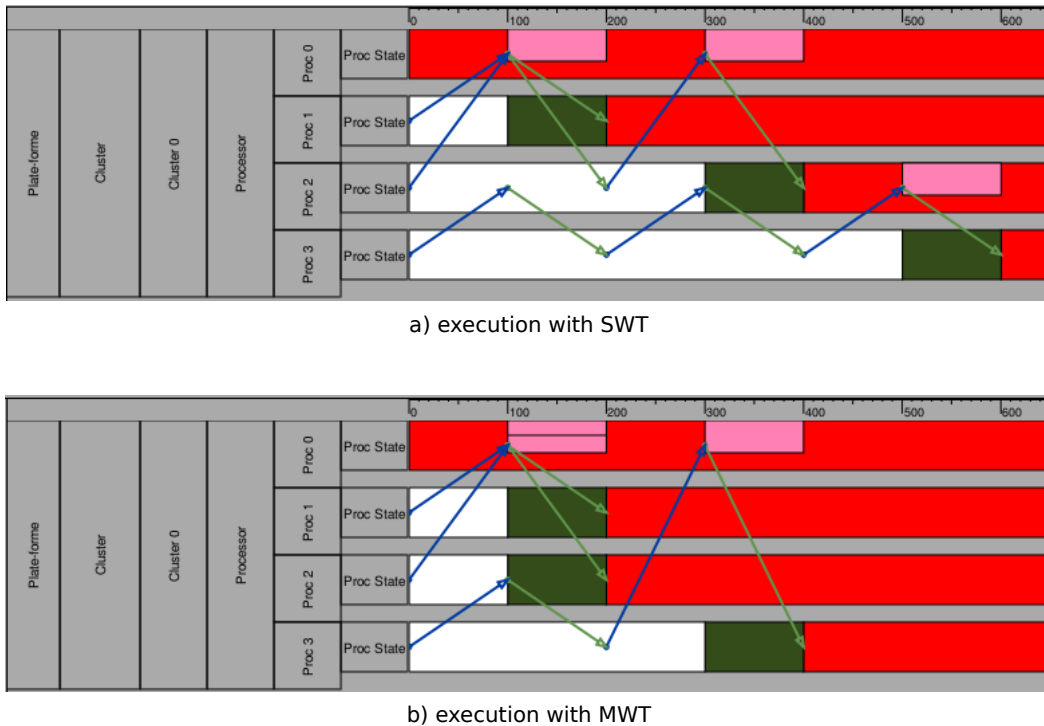 0 100 200 300 400 500 600
Plate-forme
Cluster
Cluster 0
Processor
Proc 0
Proc State
Proc 1
Proc State
Proc 2
Proc State
Proc 3
Proc State
a) execution with SWT
0 100 200 300 400 500 600
Plate-forme
Cluster
Cluster 0
Processor
Proc 0
Proc State
Proc 1
Proc State
Proc 2
Proc State
Proc 3
Proc State
b) execution with MWT